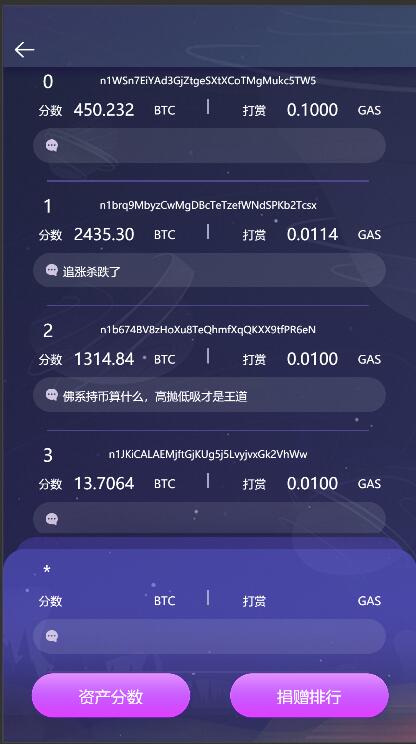 0 n1WSn7EiYAd3GjZtgeSXtXCoTMgMukc5TW5
分数 450.232 BTC | 打赏 0.1000 GAS
1 n1brq9MbyzCwMgDBcTeTzefWNdSPKb2Tcsx
分数 2435.30 BTC | 打赏 0.0114 GAS
追涨杀跌了
2 n1b674BV8zHoXu8TeQhmfXqQKXX9tfPR6eN
分数 1314.84 BTC | 打赏 0.0100 GAS
佛系持币算什么，高抛低吸才是王道
3 n1JKiCALAEMjftGjKUg5j5LvyjvxGk2VhWw
分数 13.7064 BTC | 打赏 0.0100 GAS
*
分数 BTC | 打赏 GAS
资产分数 捐赠排行